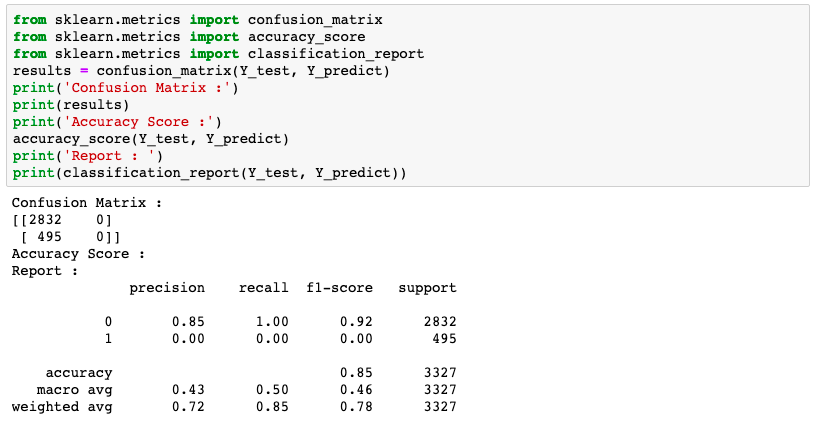 from sklearn.metrics import confusion_matrix
from sklearn.metrics import accuracy_score
from sklearn.metrics import classification_report
results = confusion_matrix(Y_test, Y_predict)
print('Confusion Matrix :')
print(results)
print('Accuracy Score :')
accuracy_score(Y_test, Y_predict)
print('Report : ')
print(classification_report(Y_test, Y_predict))
Confusion Matrix :
[[2832    0]
 [ 495    0]]
Accuracy Score :
Report :
              precision    recall  f1-score   support

           0       0.85      1.00      0.92      2832
           1       0.00      0.00      0.00       495

    accuracy                           0.85      3327
   macro avg       0.43      0.50      0.46      3327
weighted avg       0.72      0.85      0.78      3327